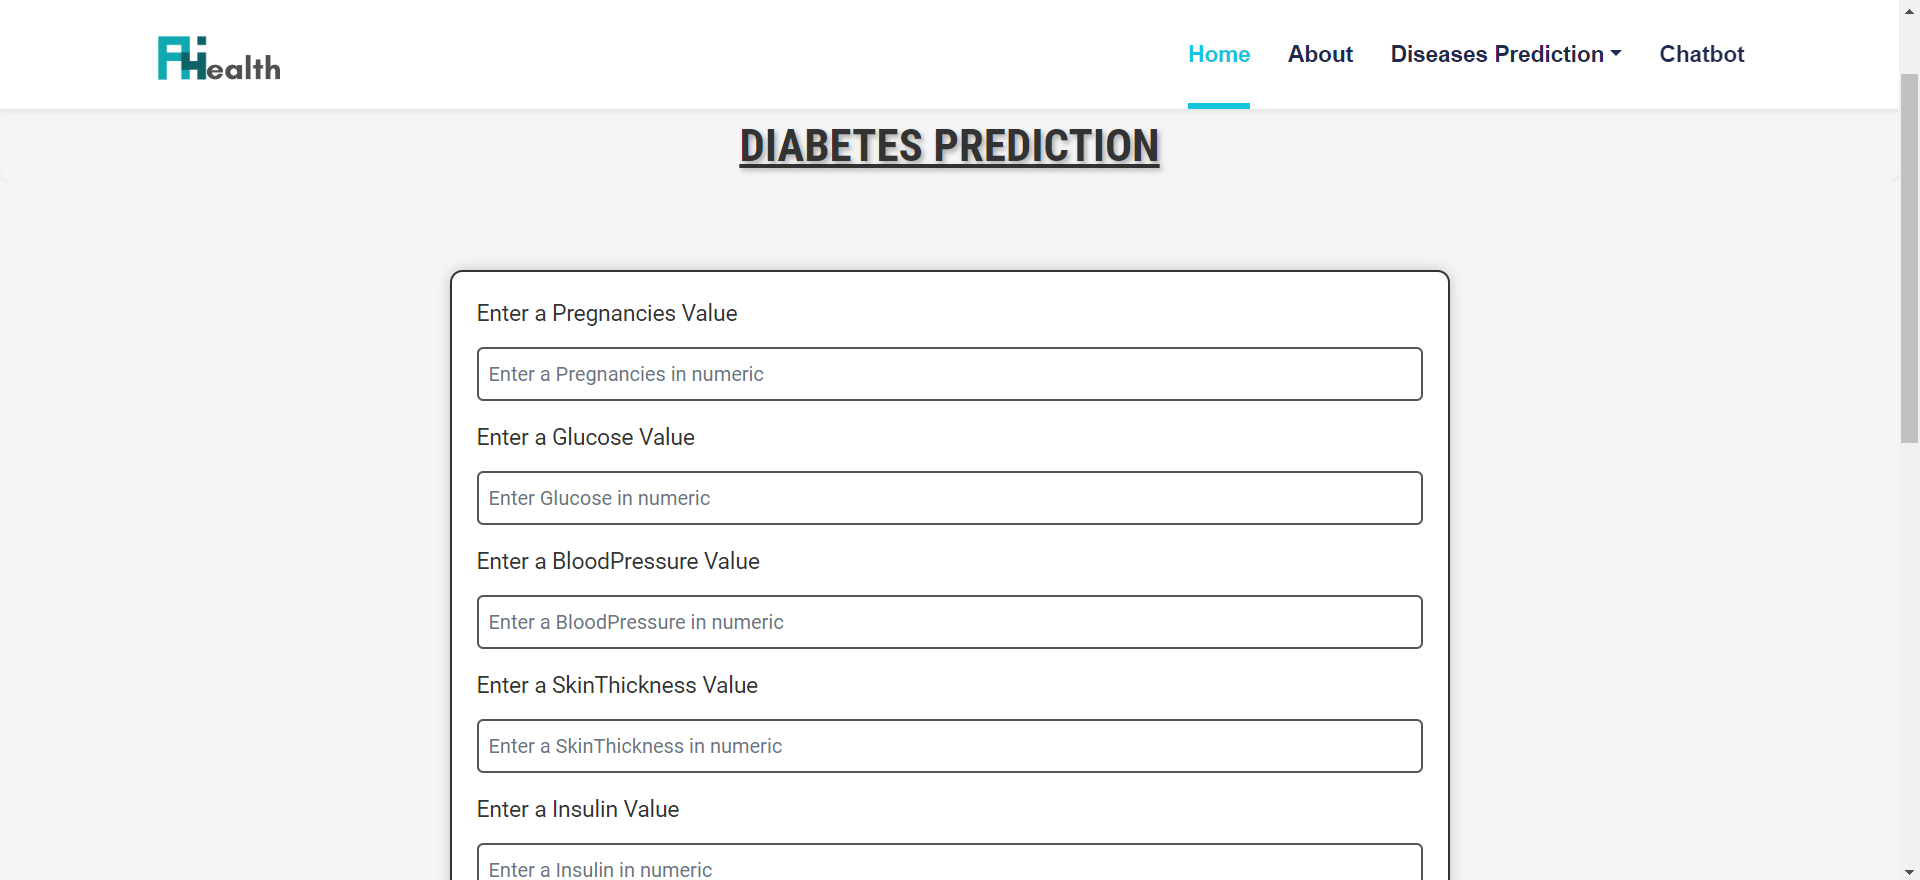 AiHealth
Home About Diseases Prediction Chatbot
DIABETES PREDICTION
Enter a Pregnancies Value
Enter a Pregnancies in numeric
Enter a Glucose Value
Enter Glucose in numeric
Enter a BloodPressure Value
Enter a BloodPressure in numeric
Enter a SkinThickness Value
Enter a SkinThickness in numeric
Enter a Insulin Value
Enter a Insulin in numeric